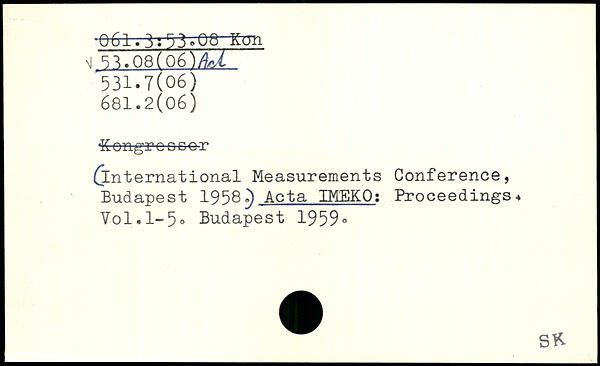 061.3:53.08 Kon
√ 53.08(06) Act
531.7(06)
681.2(06)
Kongresser
(International Measurements Conference,
Budapest 1958.) Acta IMEKO: Proceedings.
Vol.1-5. Budapest 1959.
SK